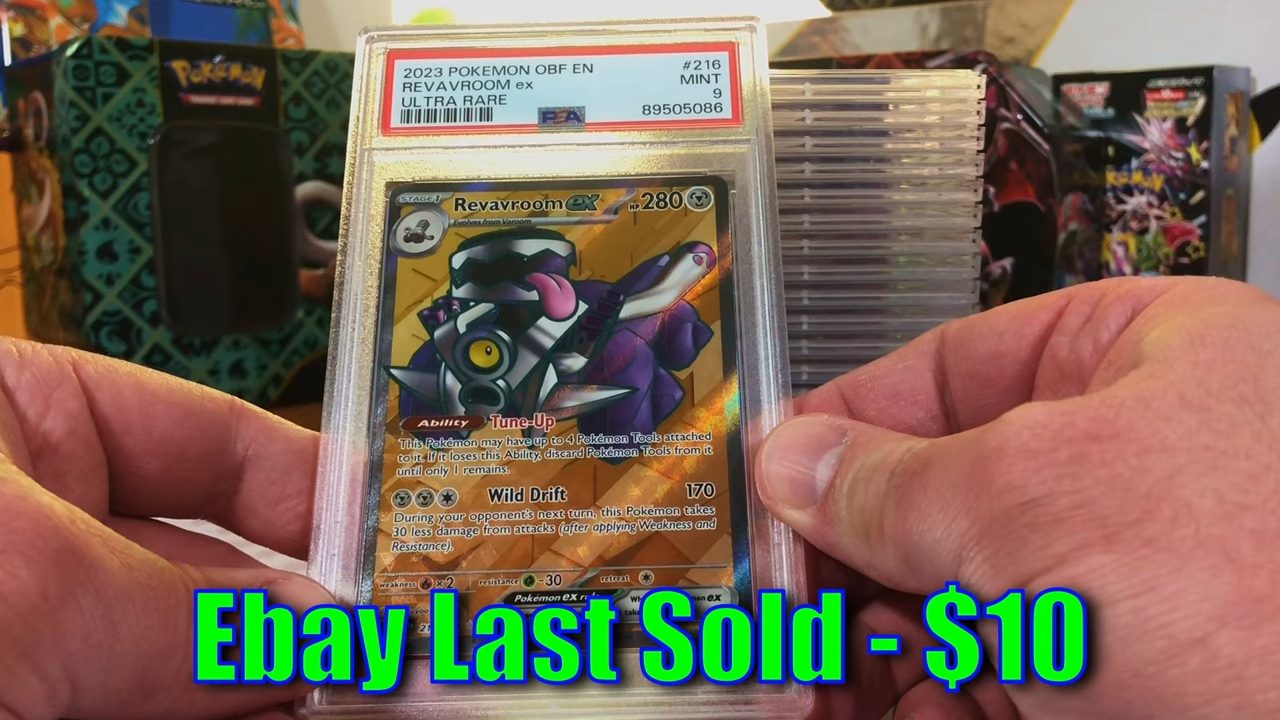 Pokémon
2023 POKEMON OBF EN
#216
REVAVROOM ex
MINT
ULTRA RARE
9
PSA
89505086
STAGE 1
Revavroom ex
HP 280
Evolves from Varoom
Ability Tune-Up
This Pokémon may have up to 4 Pokémon Tools attached
to it. If it loses this Ability, discard Pokémon Tools from it
until only 1 remains.
Wild Drift 170
During your opponent's next turn, this Pokémon takes
30 less damage from attacks (after applying Weakness and
Resistance).
weakness ×2 resistance -30 retreat
Pokémon ex
Ebay Last Sold - $10